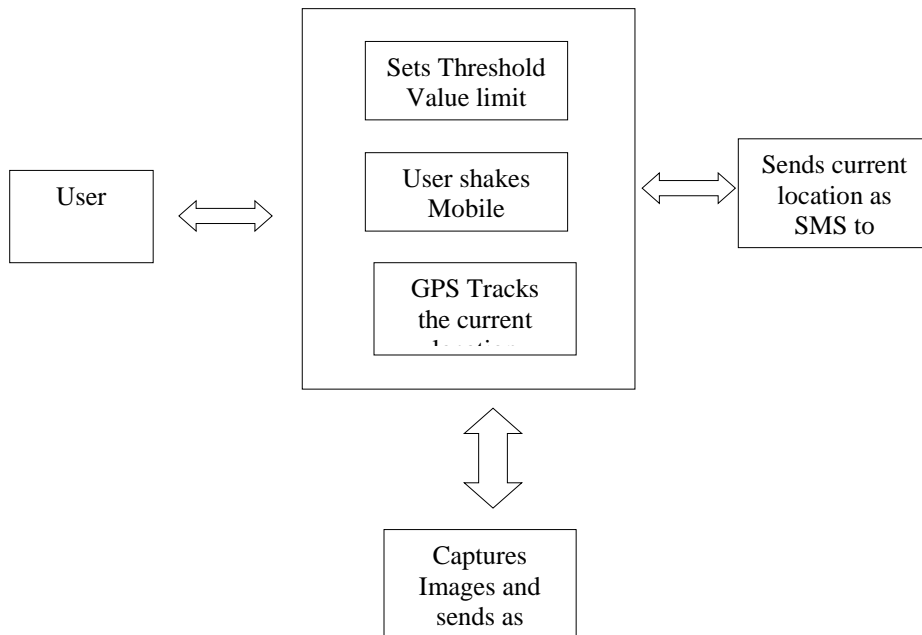 Sets Threshold
Value limit
User
User shakes
Mobile
Sends current
location as
SMS to
GPS Tracks
the current
Captures
Images and
sends as